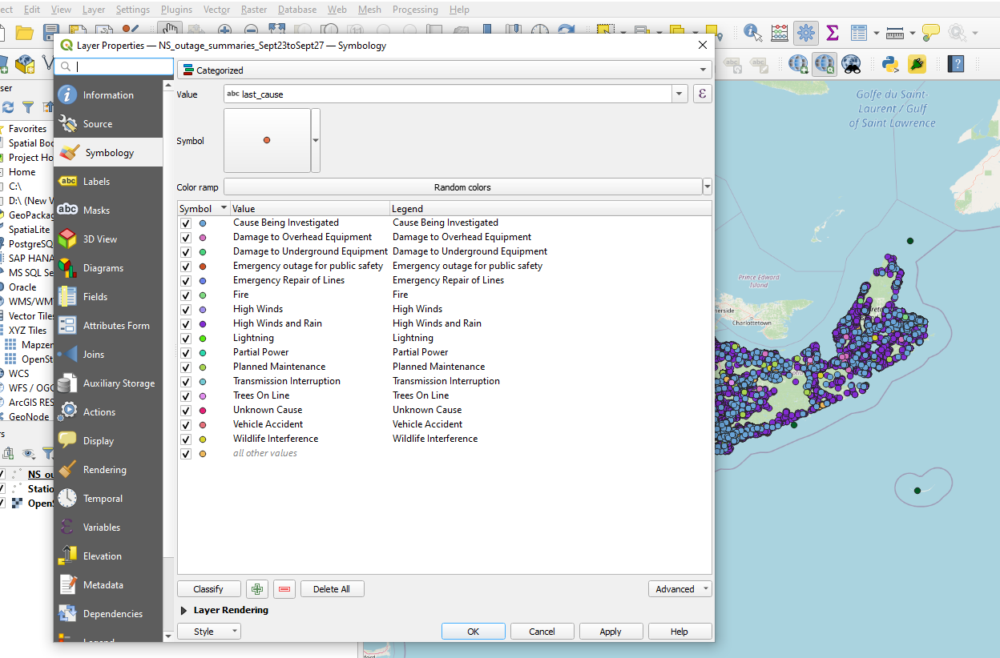 ect Edit View Layer Settings Plugins Vector Raster Database Web Mesh Processing Help
Layer Properties — NS_outage_summaries_Sept23toSept27 — Symbology
Information
Source
Symbology
Labels
Masks
3D View
Diagrams
Fields
Attributes Form
Joins
Auxiliary Storage
Actions
Display
Rendering
Temporal
Variables
Elevation
Metadata
Dependencies
Legend
Categorized
Value abc last_cause ε
Symbol
Color ramp Random colors
Symbol Value Legend
Cause Being Investigated Cause Being Investigated
Damage to Overhead Equipment Damage to Overhead Equipment
Damage to Underground Equipment Damage to Underground Equipment
Emergency outage for public safety Emergency outage for public safety
Emergency Repair of Lines Emergency Repair of Lines
Fire Fire
High Winds High Winds
High Winds and Rain High Winds and Rain
Lightning Lightning
Partial Power Partial Power
Planned Maintenance Planned Maintenance
Transmission Interruption Transmission Interruption
Trees On Line Trees On Line
Unknown Cause Unknown Cause
Vehicle Accident Vehicle Accident
Wildlife Interference Wildlife Interference
all other values
Classify Delete All Advanced
Layer Rendering
Style OK Cancel Apply Help
ser
Favorites
Spatial Boo
Project Ho
Home
C:\
D:\ (New V
GeoPackag
SpatiaLite
PostgreSQ
SAP HANA
MS SQL Se
Oracle
WMS/WM
Vector Tiles
XYZ Tiles
Mapzen
OpenSt
WCS
WFS / OGC
ArcGIS RES
GeoNode
rs
NS_ou
Statio
OpenS
Golfe du Saint-
Laurent / Gulf
of Saint Lawrence
Prince Edward
Island
nerside
Charlottetown